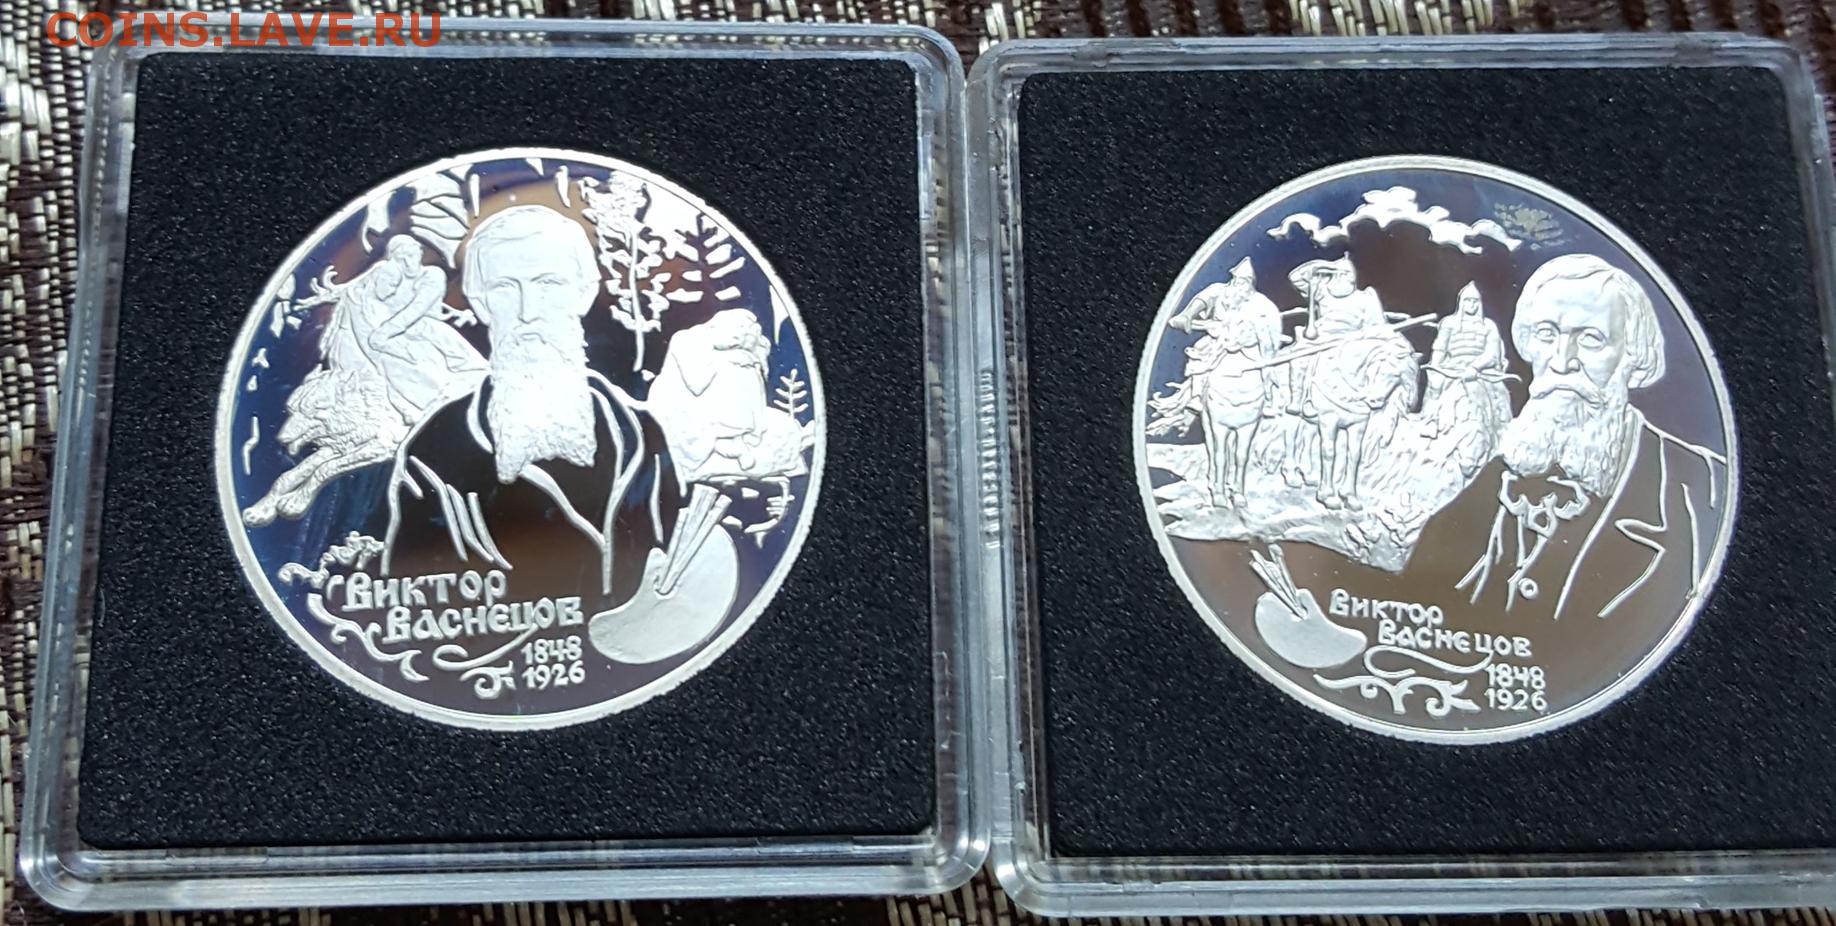 COINS.LAVE.RU
ВИКТОР
ВАСНЕЦОВ
1848
1926
ВИКТОР
ВАСНЕЦОВ
1848
1926